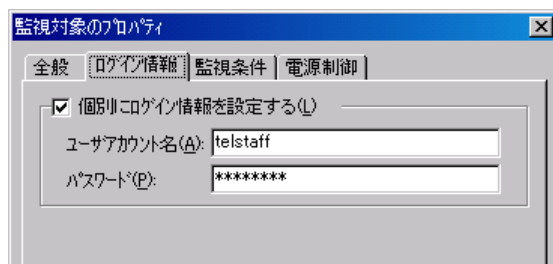 監視対象のプロパティ
全般 ログイン情報 監視条件 電源制御
個別にログイン情報を設定する(L)
ユーザアカウント名(A): telstaff
パスワード(P): ********